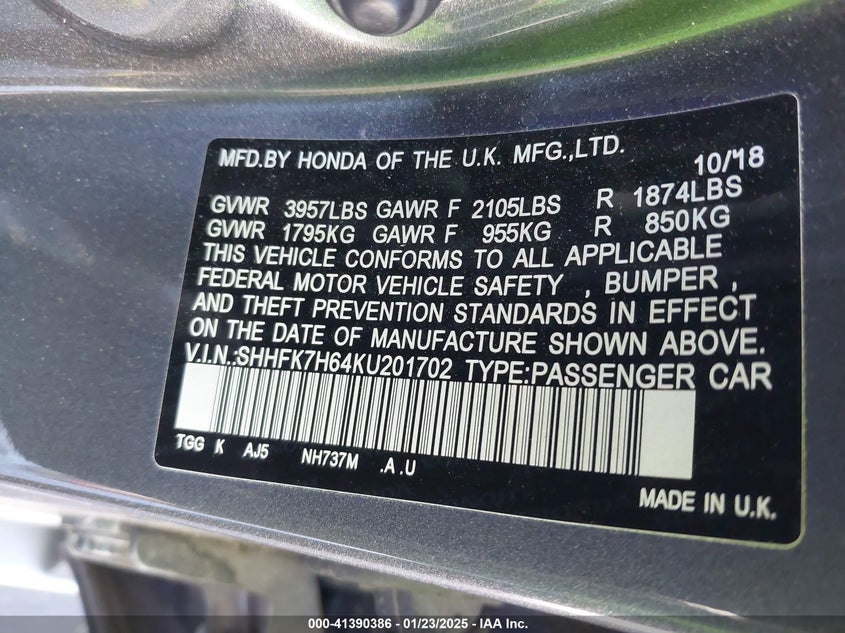 MFD.BY HONDA OF THE U.K. MFG.,LTD. 10/18
GVWR 3957LBS GAWR F 2105LBS R 1874LBS
GVWR 1795KG GAWR F 955KG R 850KG
THIS VEHICLE CONFORMS TO ALL APPLICABLE
FEDERAL MOTOR VEHICLE SAFETY , BUMPER ,
AND THEFT PREVENTION STANDARDS IN EFFECT
ON THE DATE OF MANUFACTURE SHOWN ABOVE.
V.I.N.:SHHFK7H64KU201702 TYPE:PASSENGER CAR
TGG K AJ5 NH737M .A.U
MADE IN U.K.
000-41390386 - 01/23/2025 - IAA Inc.